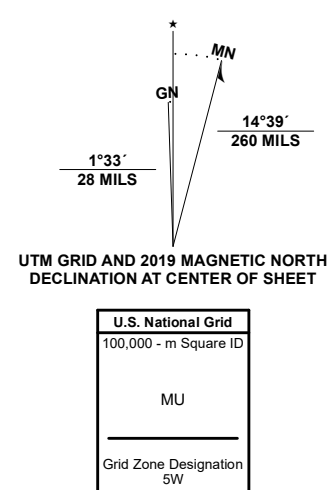 ★
MN
GN
14°39´
260 MILS
1°33´
28 MILS
UTM GRID AND 2019 MAGNETIC NORTH
DECLINATION AT CENTER OF SHEET
U.S. National Grid
100,000 - m Square ID
MU
Grid Zone Designation
5W